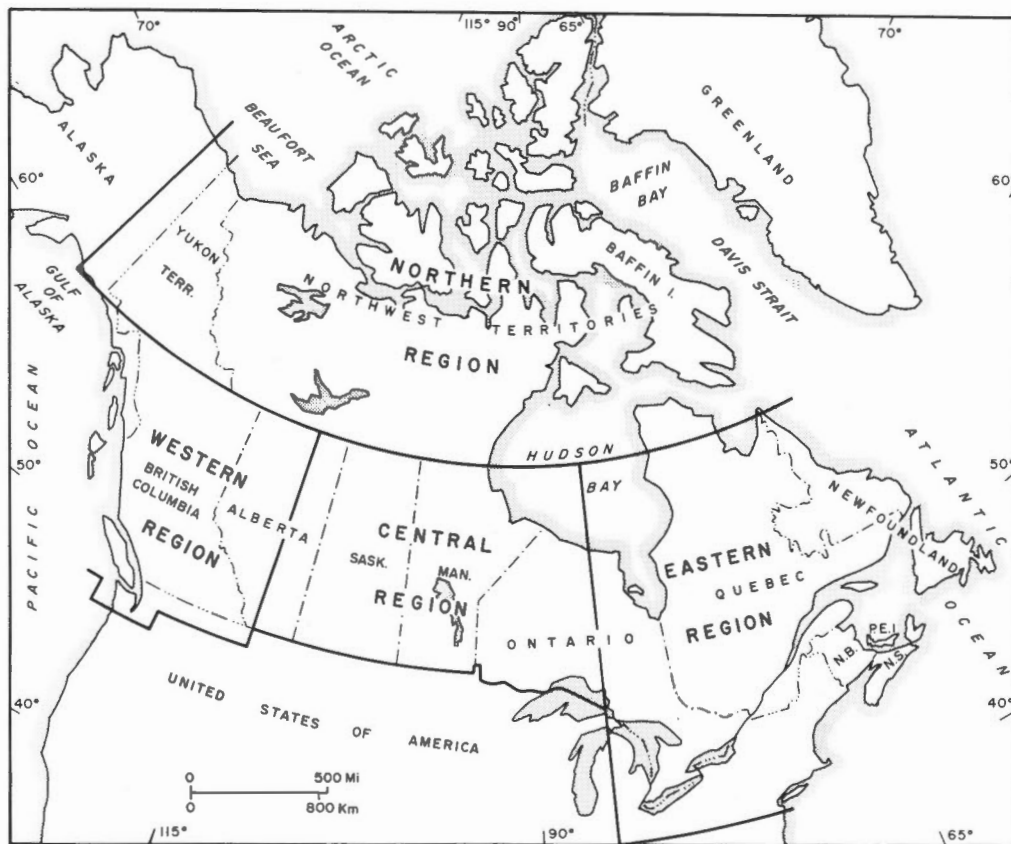 70°
115°
90°
65°
70°
ARCTIC
OCEAN
ALASKA
BEAUFORT
SEA
GREENLAND
60°
60°
BAFFIN
BAY
YUKON
TERR.
NORTHERN
BAFFIN I.
DAVIS STRAIT
GULF
OF
ALASKA
NORTHWEST
TERRITORIES
REGION
PACIFIC OCEAN
ATLANTIC
OCEAN
HUDSON
BAY
50°
50°
WESTERN
BRITISH
COLUMBIA
ALBERTA
REGION
NEWFOUNDLAND
CENTRAL
SASK.
MAN.
REGION
EASTERN
QUEBEC
REGION
ONTARIO
P.E.I.
N.B.
N.S.
40°
40°
UNITED STATES OF AMERICA
0 500 Mi
0 800 Km
115°
90°
65°